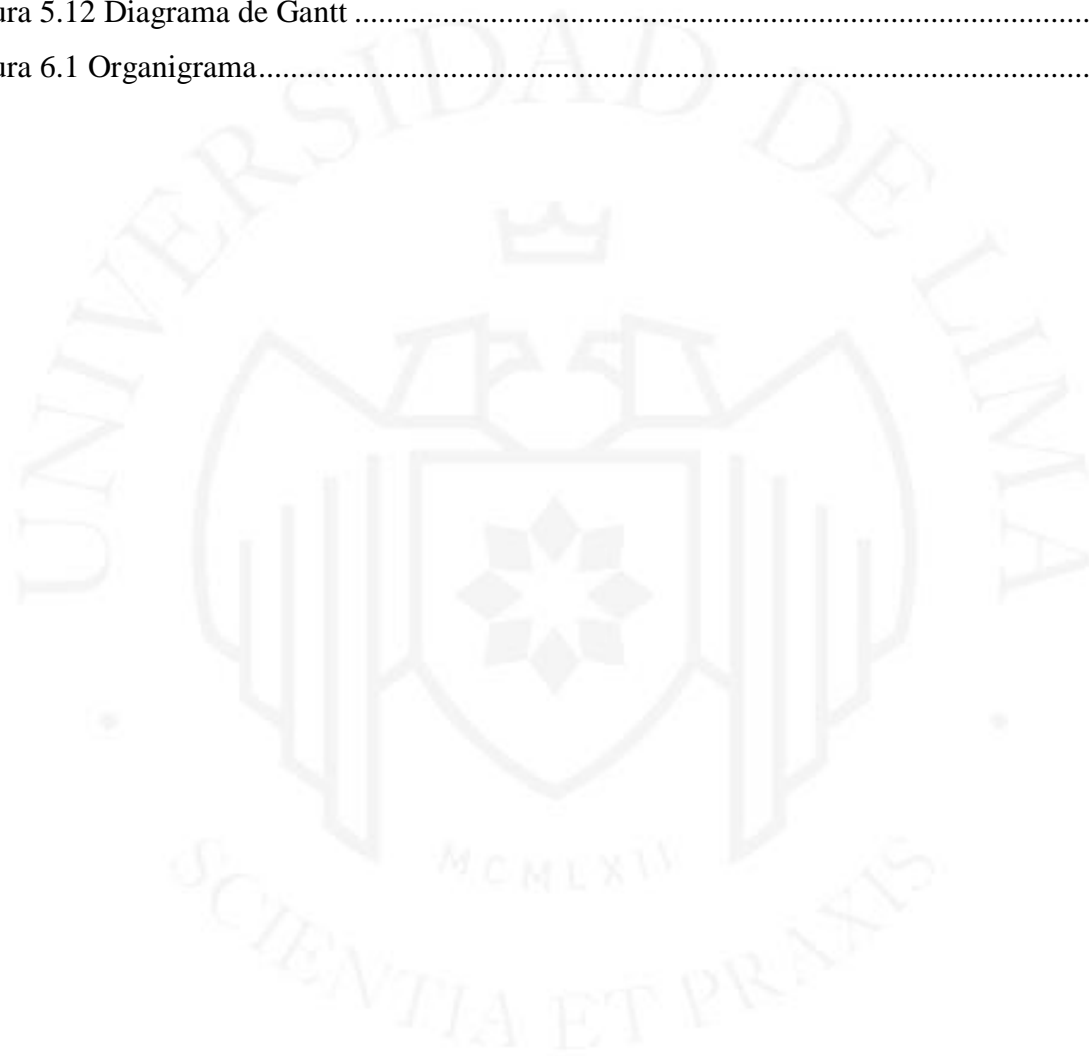 ura 5.12 Diagrama de Gantt ............................................................................................
ura 6.1 Organigrama........................................................................................................
UNIVERSIDAD DE LIMA
MCMLXII
SCIENTIA ET PRAXIS